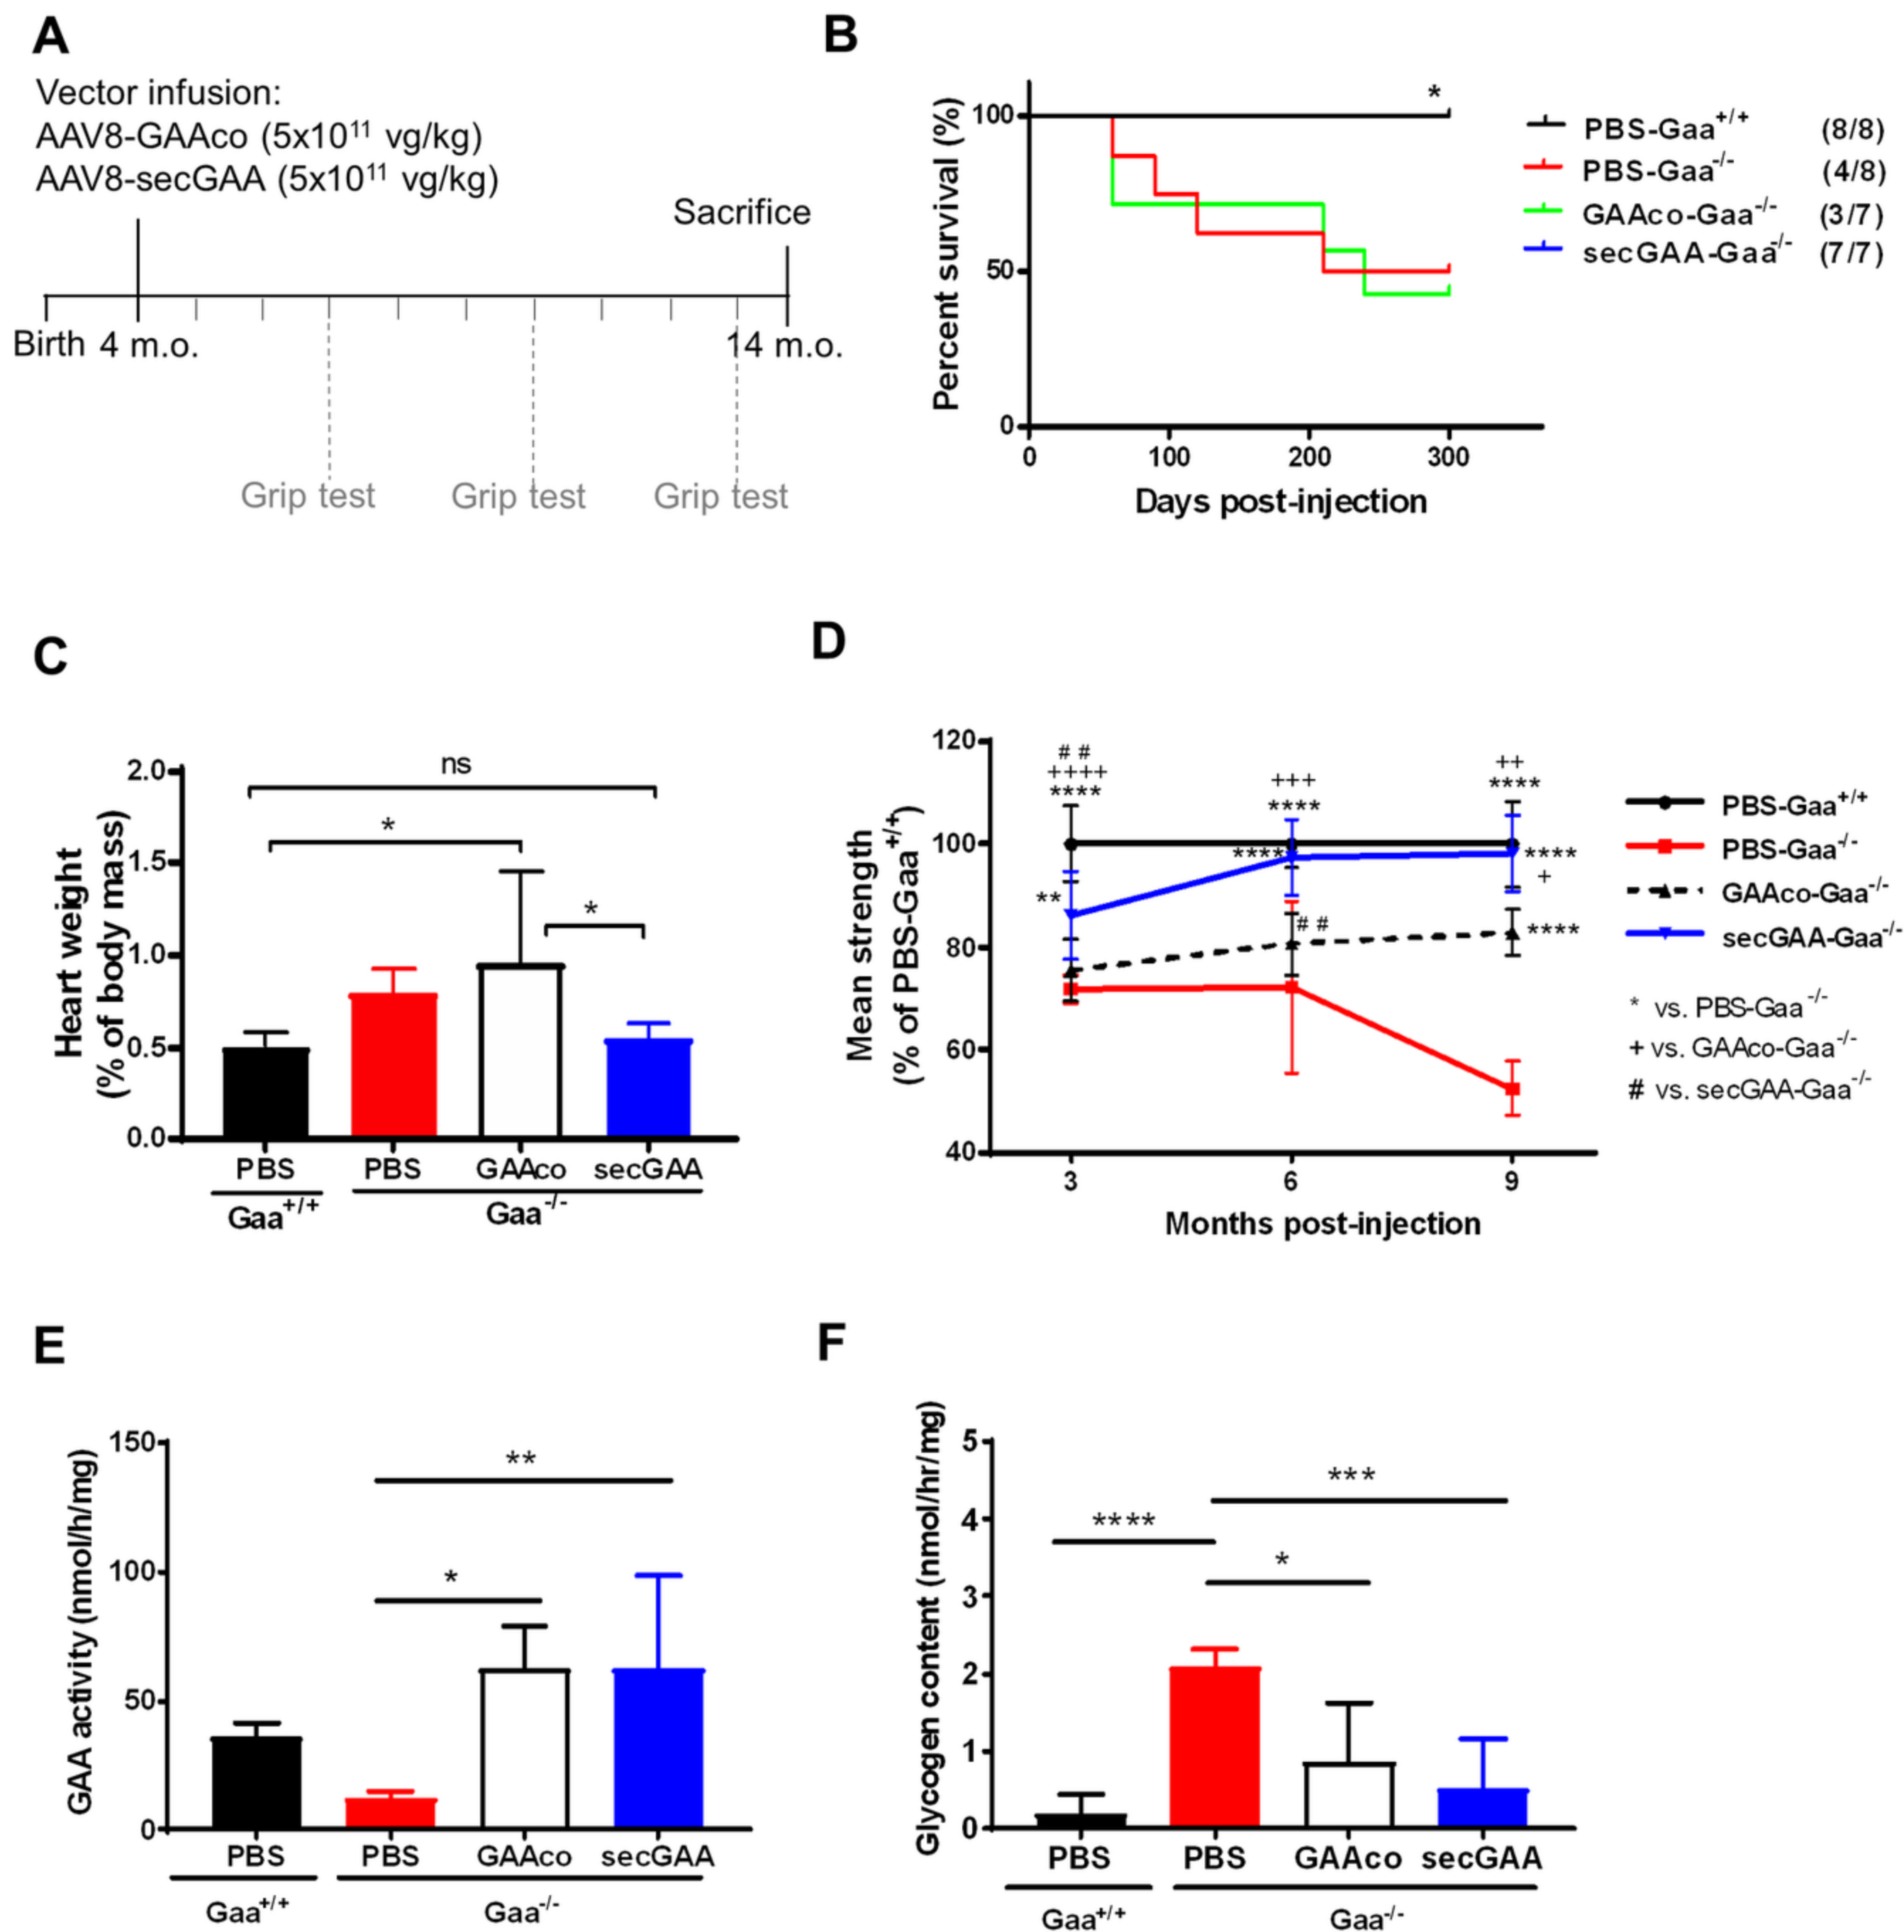 A
Vector infusion:
AAV8-GAAco (5x10¹¹ vg/kg)
AAV8-secGAA (5x10¹¹ vg/kg)
Sacrifice
Birth 4 m.o.
14 m.o.
Grip test Grip test Grip test
B
Percent survival (%)
100
50
0
0 100 200 300
Days post-injection
*
PBS-Gaa+/+ (8/8)
PBS-Gaa-/- (4/8)
GAAco-Gaa-/- (3/7)
secGAA-Gaa-/- (7/7)
C
Heart weight
(% of body mass)
2.0
1.5
1.0
0.5
0.0
ns
*
*
PBS PBS GAAco secGAA
Gaa+/+ Gaa-/-
D
Mean strength
(% of PBS-Gaa+/+)
120
100
80
60
40
# #
++++
****
**
+++
****
****
# #
++
****
****
+
****
3 6 9
Months post-injection
PBS-Gaa+/+
PBS-Gaa-/-
GAAco-Gaa-/-
secGAA-Gaa-/-
* vs. PBS-Gaa-/-
+ vs. GAAco-Gaa-/-
# vs. secGAA-Gaa-/-
E
GAA activity (nmol/h/mg)
150
100
50
0
**
*
PBS PBS GAAco secGAA
Gaa+/+ Gaa-/-
F
Glycogen content (nmol/hr/mg)
5
4
3
2
1
0
***
****
*
PBS PBS GAAco secGAA
Gaa+/+ Gaa-/-